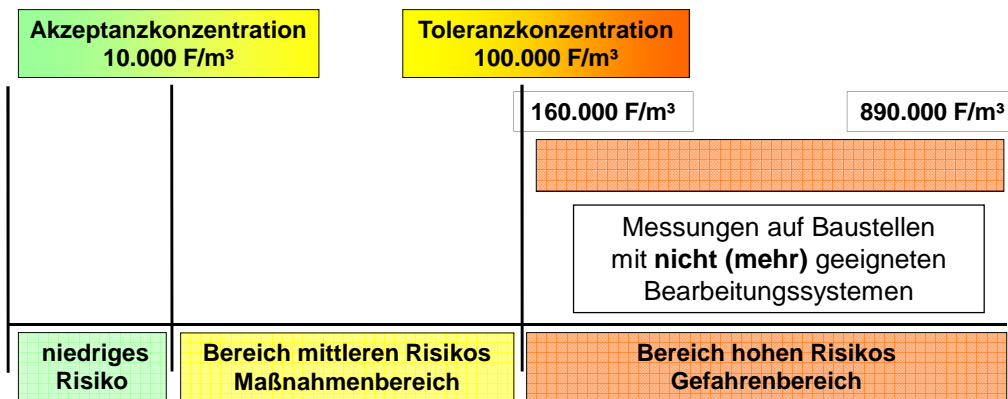 Akzeptanzkonzentration
10.000 F/m³
Toleranzkonzentration
100.000 F/m³
160.000 F/m³
890.000 F/m³
Messungen auf Baustellen
mit nicht (mehr) geeigneten
Bearbeitungssystemen
niedriges
Risiko
Bereich mittleren Risikos
Maßnahmenbereich
Bereich hohen Risikos
Gefahrenbereich